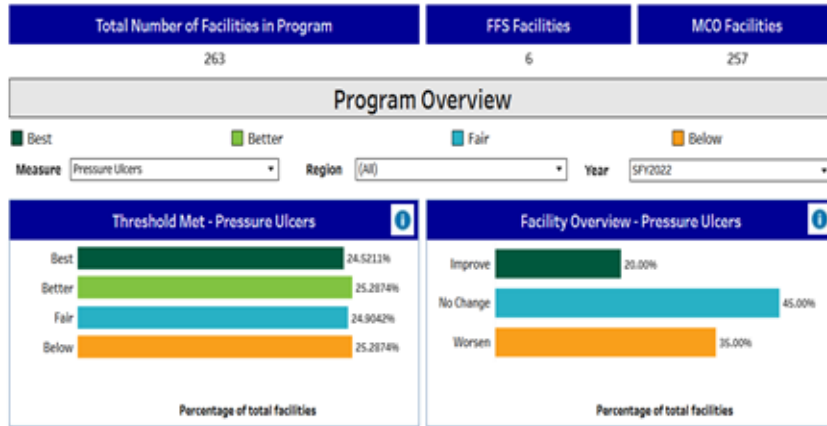 Total Number of Facilities in Program FFS Facilities MCO Facilities
263 6 257
Program Overview
Best Better Fair Below
Measure Pressure Ulcers Region (All) Year SFY2022
Threshold Met - Pressure Ulcers i Facility Overview - Pressure Ulcers i
Best 24.5211%
Better 25.2874%
Fair 24.9042%
Below 25.2874%
Percentage of total facilities
Improve 20.00%
No Change 45.00%
Worsen 35.00%
Percentage of total facilities